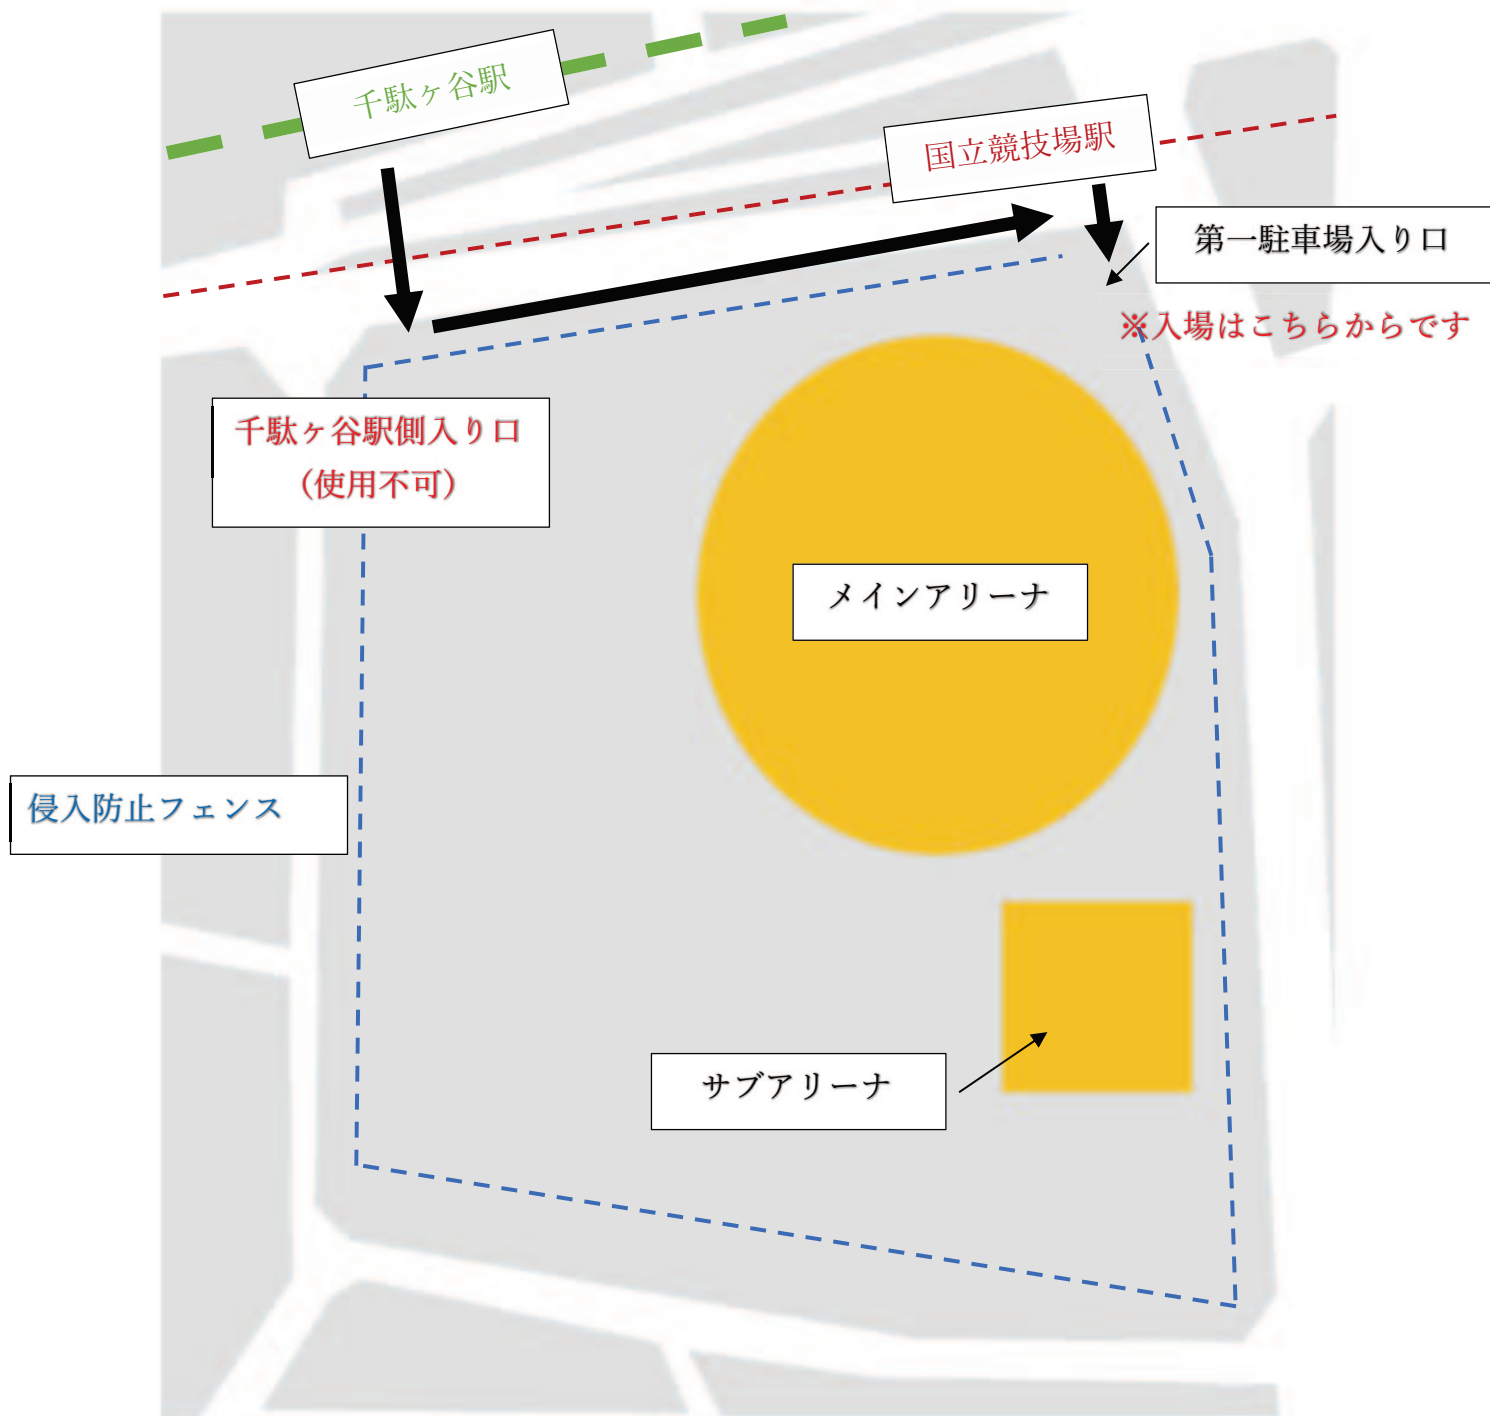 千駄ヶ谷駅
国立競技場駅
第一駐車場入り口
※入場はこちらからです
千駄ヶ谷駅側入り口
（使用不可）
メインアリーナ
侵入防止フェンス
サブアリーナ